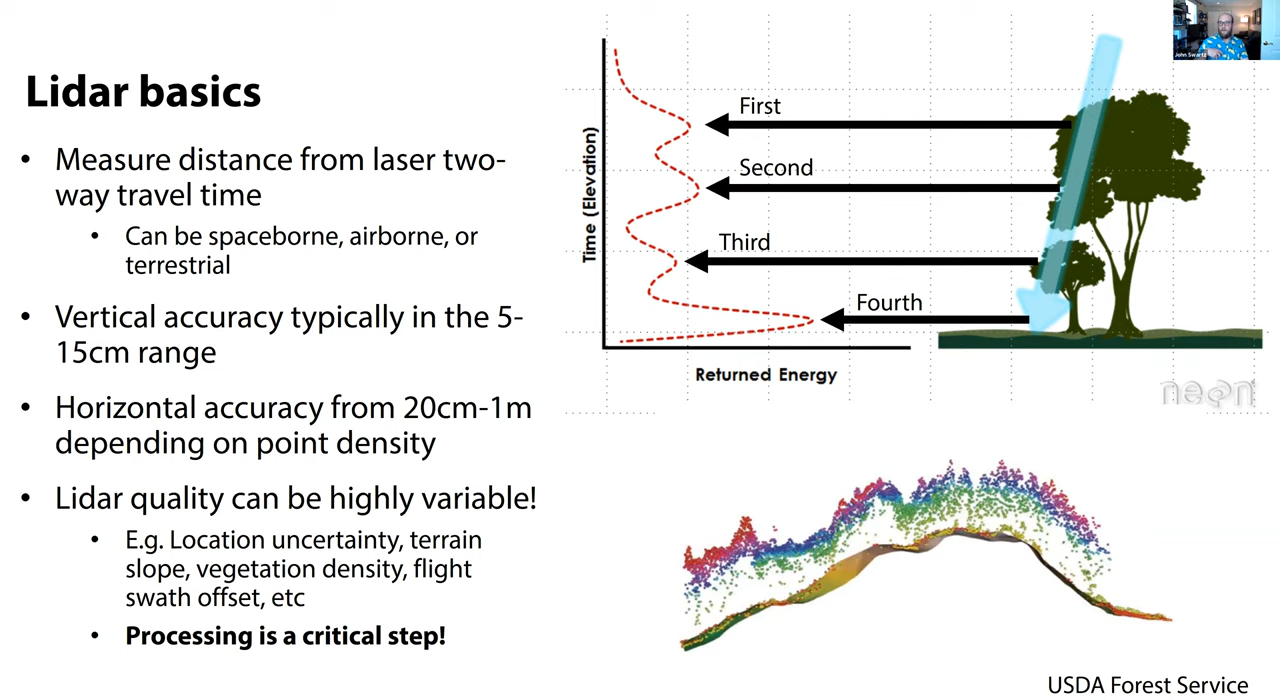 Lidar basics
• Measure distance from laser two-
way travel time
• Can be spaceborne, airborne, or
terrestrial
• Vertical accuracy typically in the 5-
15cm range
• Horizontal accuracy from 20cm-1m
depending on point density
• Lidar quality can be highly variable!
• E.g. Location uncertainty, terrain
slope, vegetation density, flight
swath offset, etc
• Processing is a critical step!
Time (Elevation)
First
Second
Third
Fourth
Returned Energy
neon
John Swartz
USDA Forest Service